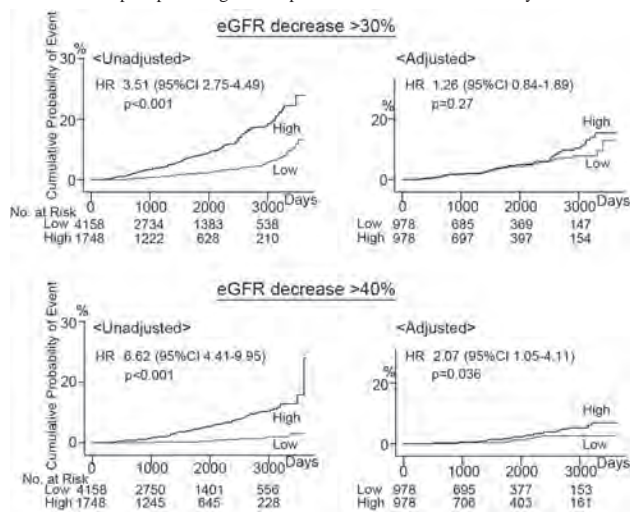 eGFR decrease >30%
Cumulative Probability of Event
%
30
20
0
<Unadjusted>
HR 3.51 (95%CI 2.75-4.49)
p<0.001
High
Low
0 1000 2000 3000 Days
No. at Risk
Low 4158 2734 1383 538
High 1748 1222 628 210
<Adjusted>
HR 1.26 (95%CI 0.84-1.89)
p=0.27
%
20
0
High
Low
0 1000 2000 3000 Days
Low 978 685 369 147
High 978 697 397 154
eGFR decrease >40%
Cumulative Probability of Event
%
30
20
0
<Unadjusted>
HR 6.62 (95%CI 4.41-9.95)
p<0.001
High
Low
0 1000 2000 3000 Days
No. at Risk
Low 4158 2750 1401 556
High 1748 1245 645 228
<Adjusted>
HR 2.07 (95%CI 1.05-4.11)
p=0.036
%
20
0
High
Low
0 1000 2000 3000 Days
Low 978 695 377 153
High 978 706 403 161